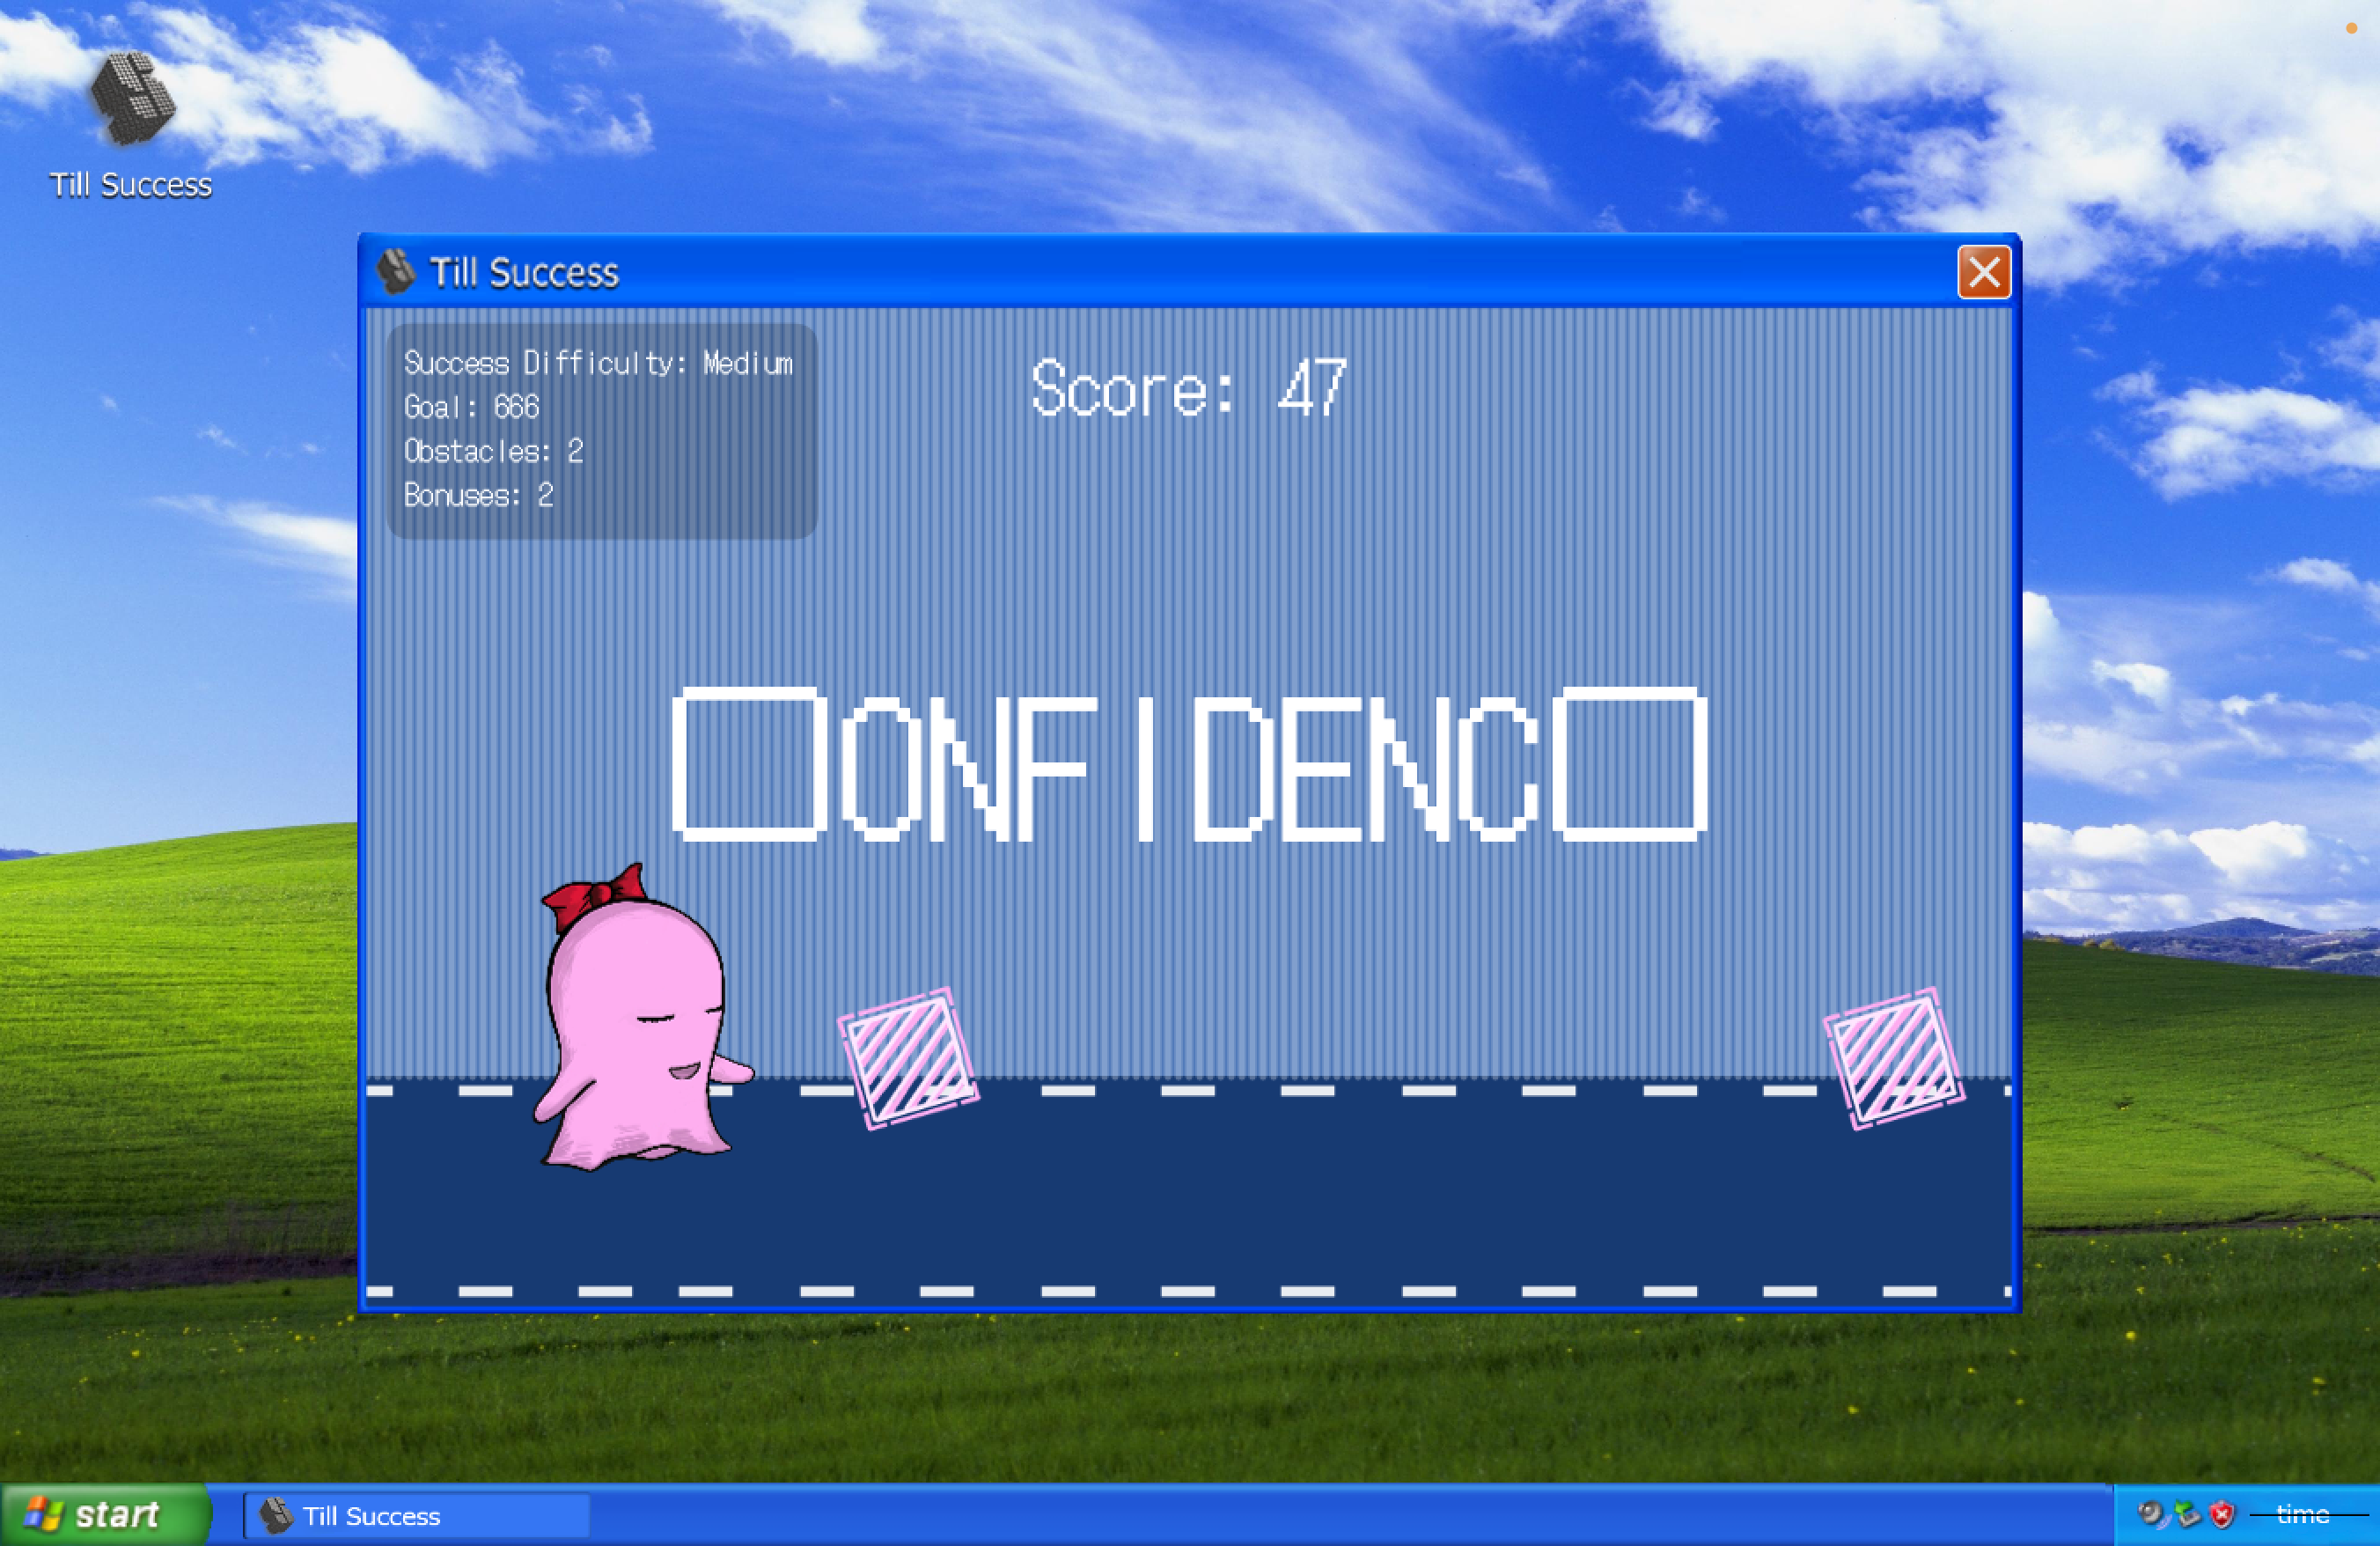 Till Success
Till Success
Success Difficulty: Medium
Goal: 666
Obstacles: 2
Bonuses: 2
Score: 47
□ONFIDENC□
start
Till Success
time